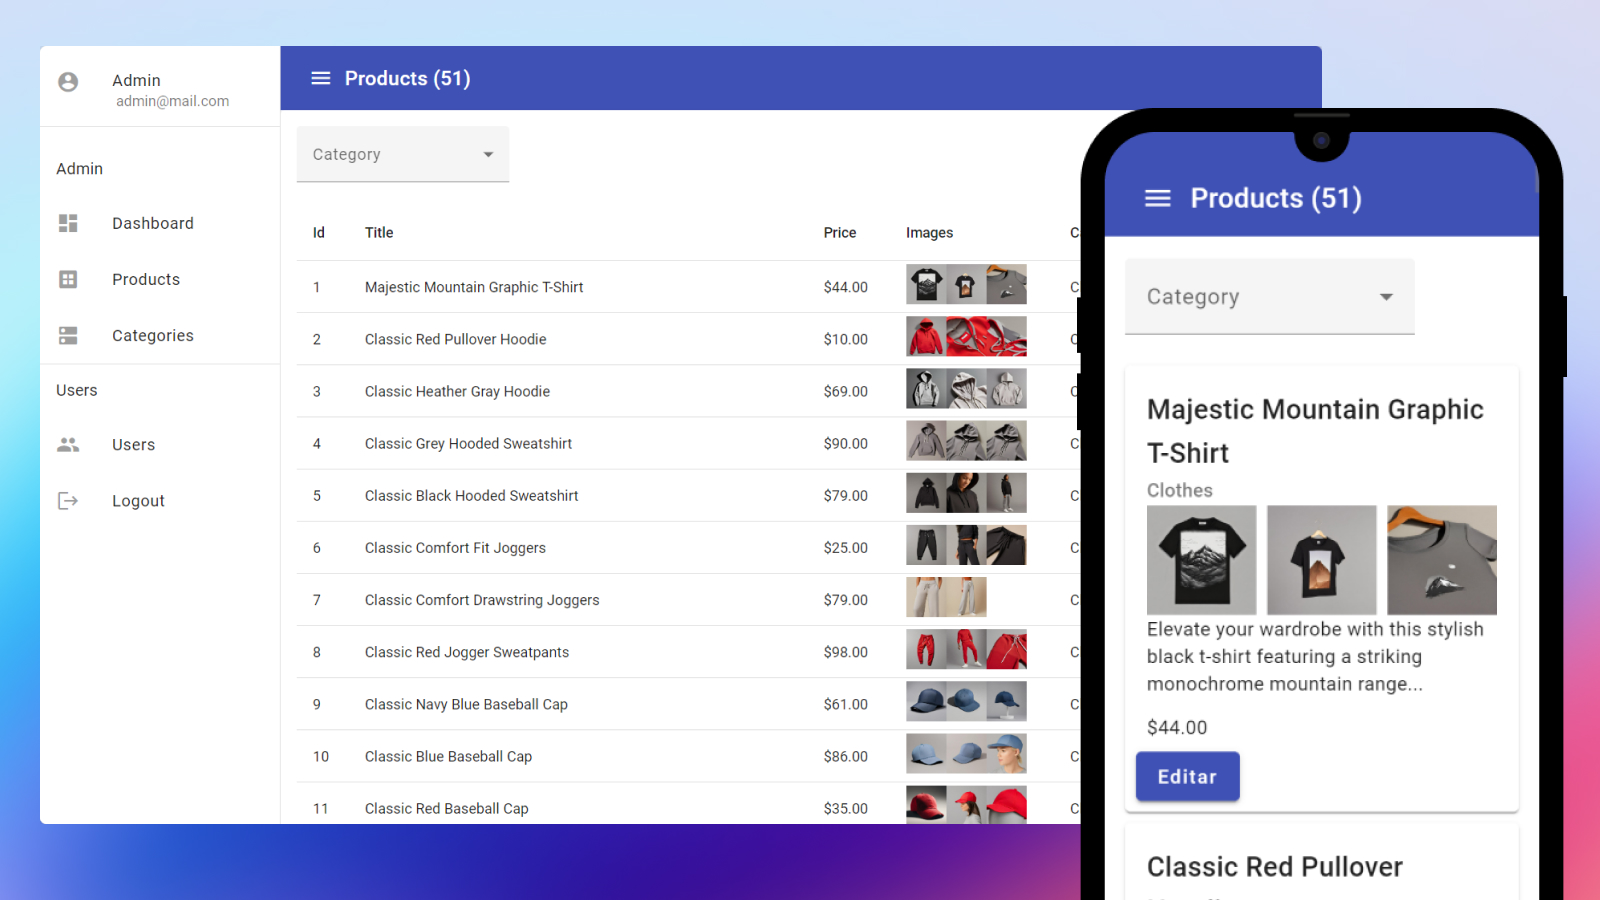 Admin
admin@mail.com
Admin
Dashboard
Products
Categories
Users
Users
Logout
Products (51)
Category
Id Title Price Images
1 Majestic Mountain Graphic T-Shirt $44.00
2 Classic Red Pullover Hoodie $10.00
3 Classic Heather Gray Hoodie $69.00
4 Classic Grey Hooded Sweatshirt $90.00
5 Classic Black Hooded Sweatshirt $79.00
6 Classic Comfort Fit Joggers $25.00
7 Classic Comfort Drawstring Joggers $79.00
8 Classic Red Jogger Sweatpants $98.00
9 Classic Navy Blue Baseball Cap $61.00
10 Classic Blue Baseball Cap $86.00
11 Classic Red Baseball Cap $35.00
Products (51)
Category
Majestic Mountain Graphic
T-Shirt
Clothes
Elevate your wardrobe with this stylish
black t-shirt featuring a striking
monochrome mountain range...
$44.00
Editar
Classic Red Pullover